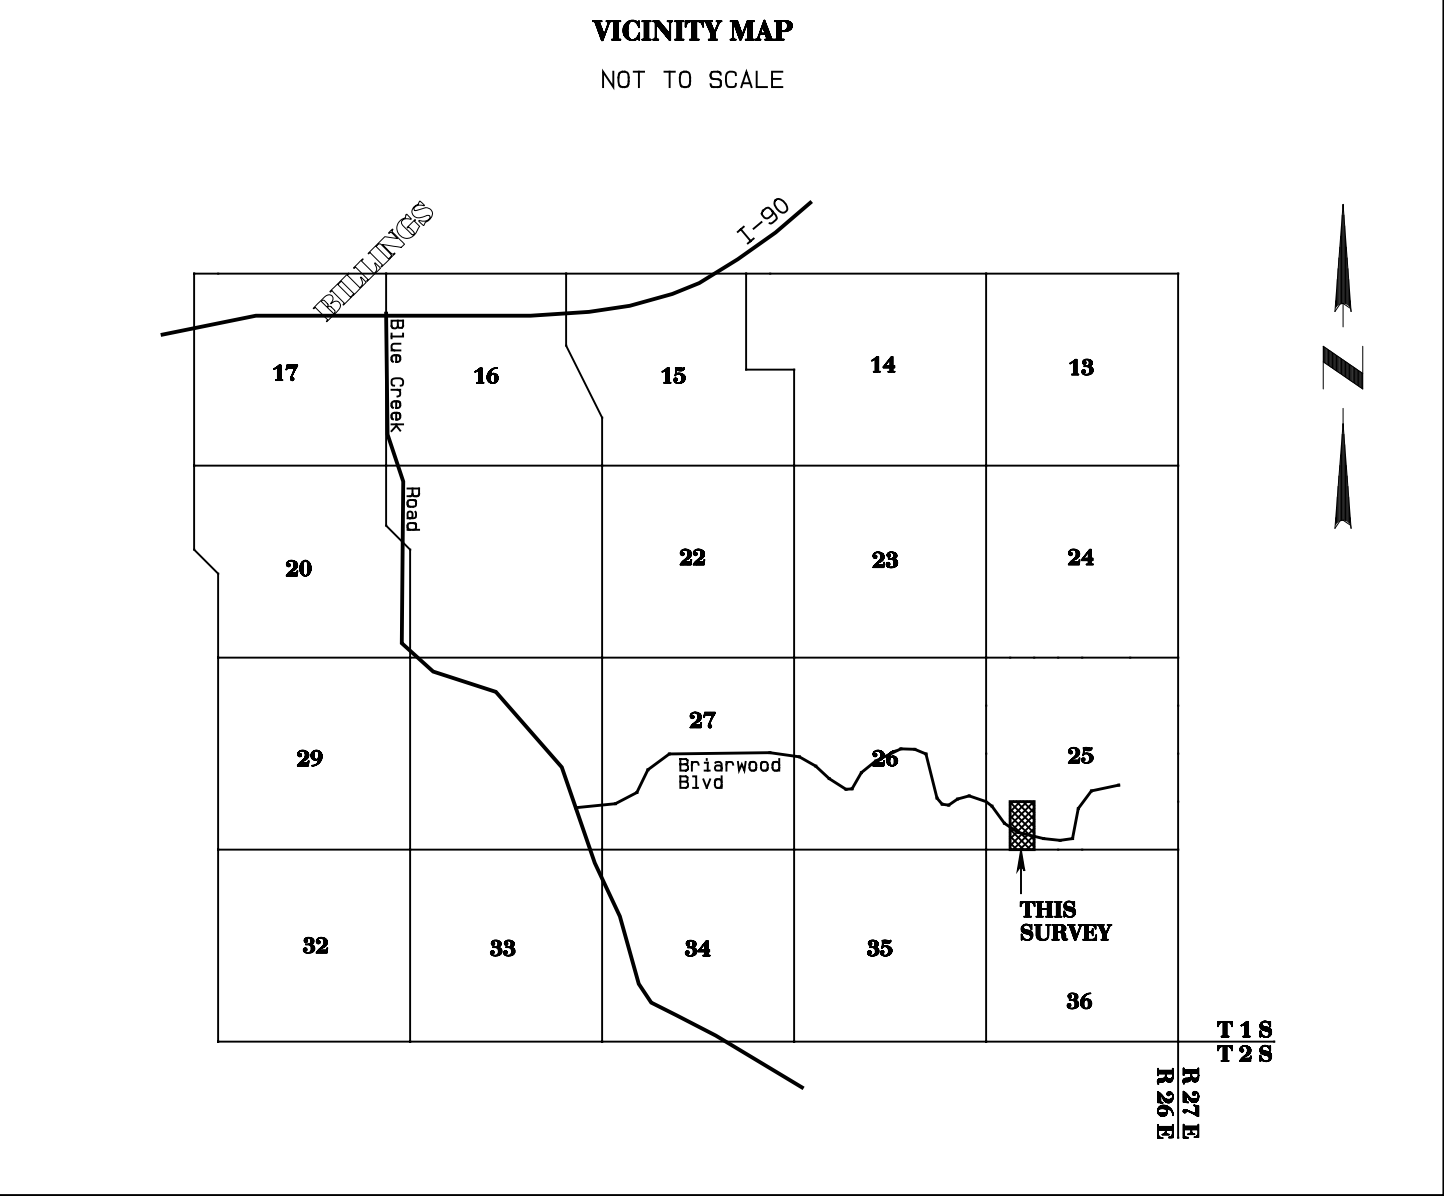 VICINITY MAP
NOT TO SCALE
BILLINGS
I-90
Blue Creek
Road
17
16
15
14
13
N
20
22
23
24
27
29
26
25
Briarwood
Blvd
THIS
SURVEY
32
33
34
35
36
T 1 S
T 2 S
R 26 E
R 27 E